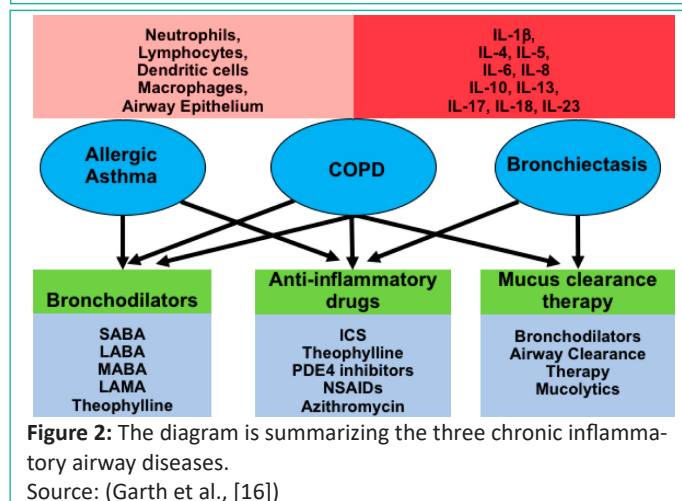 Neutrophils,
Lymphocytes,
Dendritic cells
Macrophages,
Airway Epithelium
IL-1β,
IL-4, IL-5,
IL-6, IL-8
IL-10, IL-13,
IL-17, IL-18, IL-23
Allergic
Asthma
COPD
Bronchiectasis
Bronchodilators
SABA
LABA
MABA
LAMA
Theophylline
Anti-inflammatory
drugs
ICS
Theophylline
PDE4 inhibitors
NSAIDs
Azithromycin
Mucus clearance
therapy
Bronchodilators
Airway Clearance
Therapy
Mucolytics
Figure 2: The diagram is summarizing the three chronic inflamma-
tory airway diseases.
Source: (Garth et al., [16])